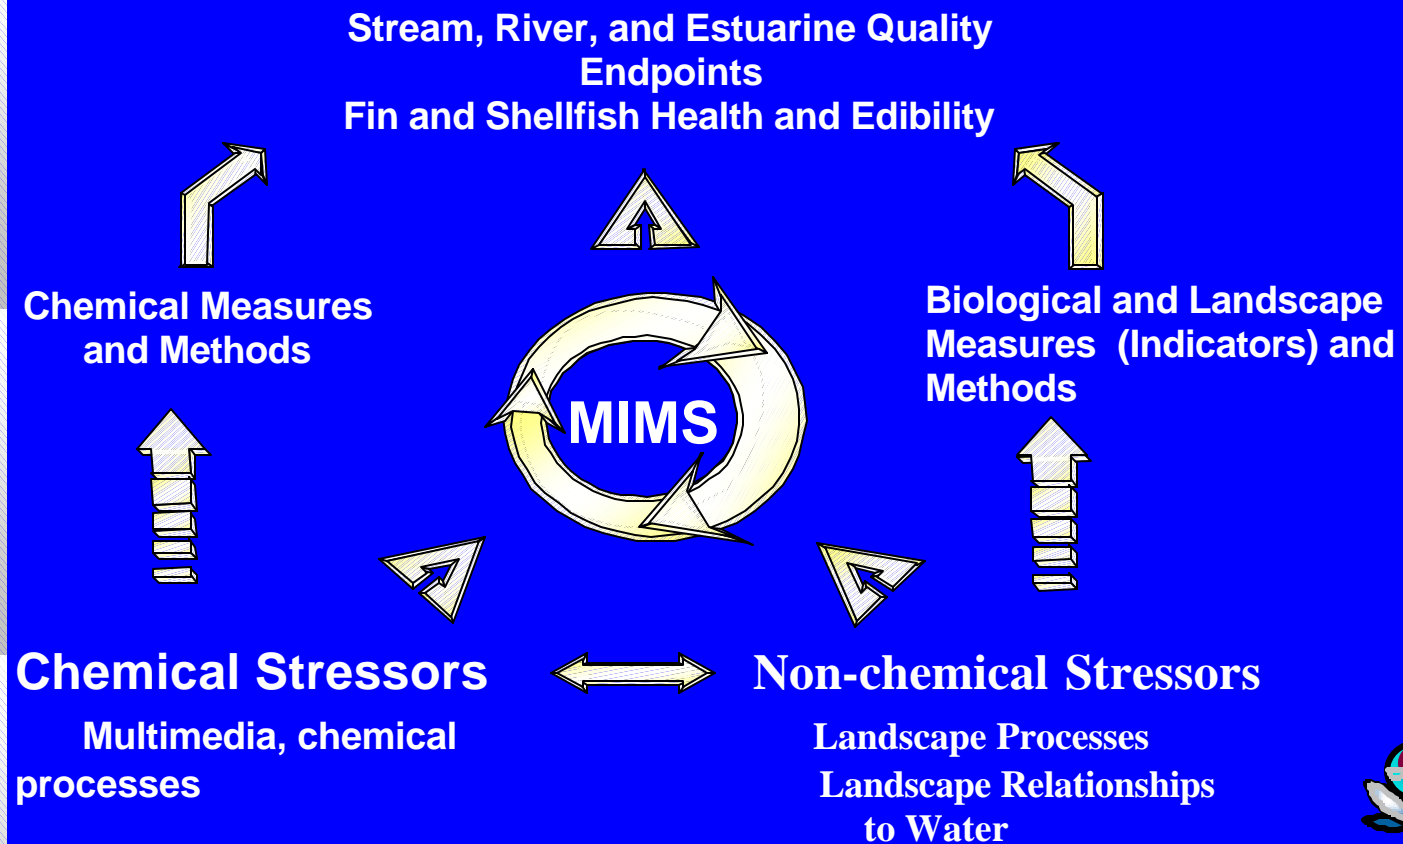 Stream, River, and Estuarine Quality
Endpoints
Fin and Shellfish Health and Edibility
Chemical Measures
and Methods
Biological and Landscape
Measures (Indicators) and
Methods
MIMS
Chemical Stressors
Multimedia, chemical
processes
Non-chemical Stressors
Landscape Processes
Landscape Relationships
to Water